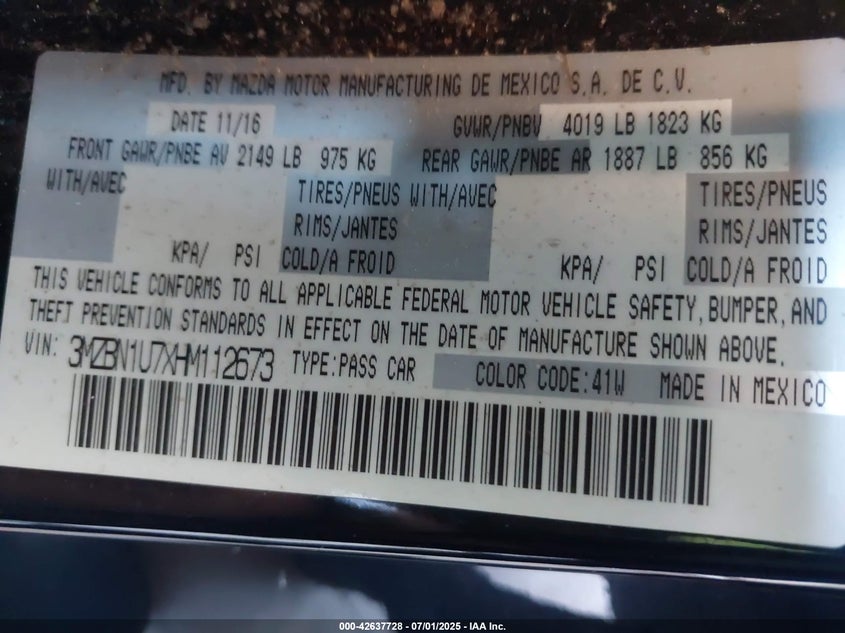 MFD. BY MAZDA MOTOR MANUFACTURING DE MEXICO S.A. DE C.V.
DATE 11/16 GVWR/PNBV 4019 LB 1823 KG
FRONT GAWR/PNBE AV 2149 LB 975 KG REAR GAWR/PNBE AR 1887 LB 856 KG
WITH/AVEC TIRES/PNEUS WITH/AVEC TIRES/PNEUS
RIMS/JANTES RIMS/JANTES
KPA/ PSI COLD/A FROID KPA/ PSI COLD/A FROID
THIS VEHICLE CONFORMS TO ALL APPLICABLE FEDERAL MOTOR VEHICLE SAFETY, BUMPER, AND
THEFT PREVENTION STANDARDS IN EFFECT ON THE DATE OF MANUFACTURE SHOWN ABOVE.
VIN: 3MZBN1U7XHM112673 TYPE:PASS CAR COLOR CODE:41W MADE IN MEXICO
000-42637728 - 07/01/2025 - IAA Inc.